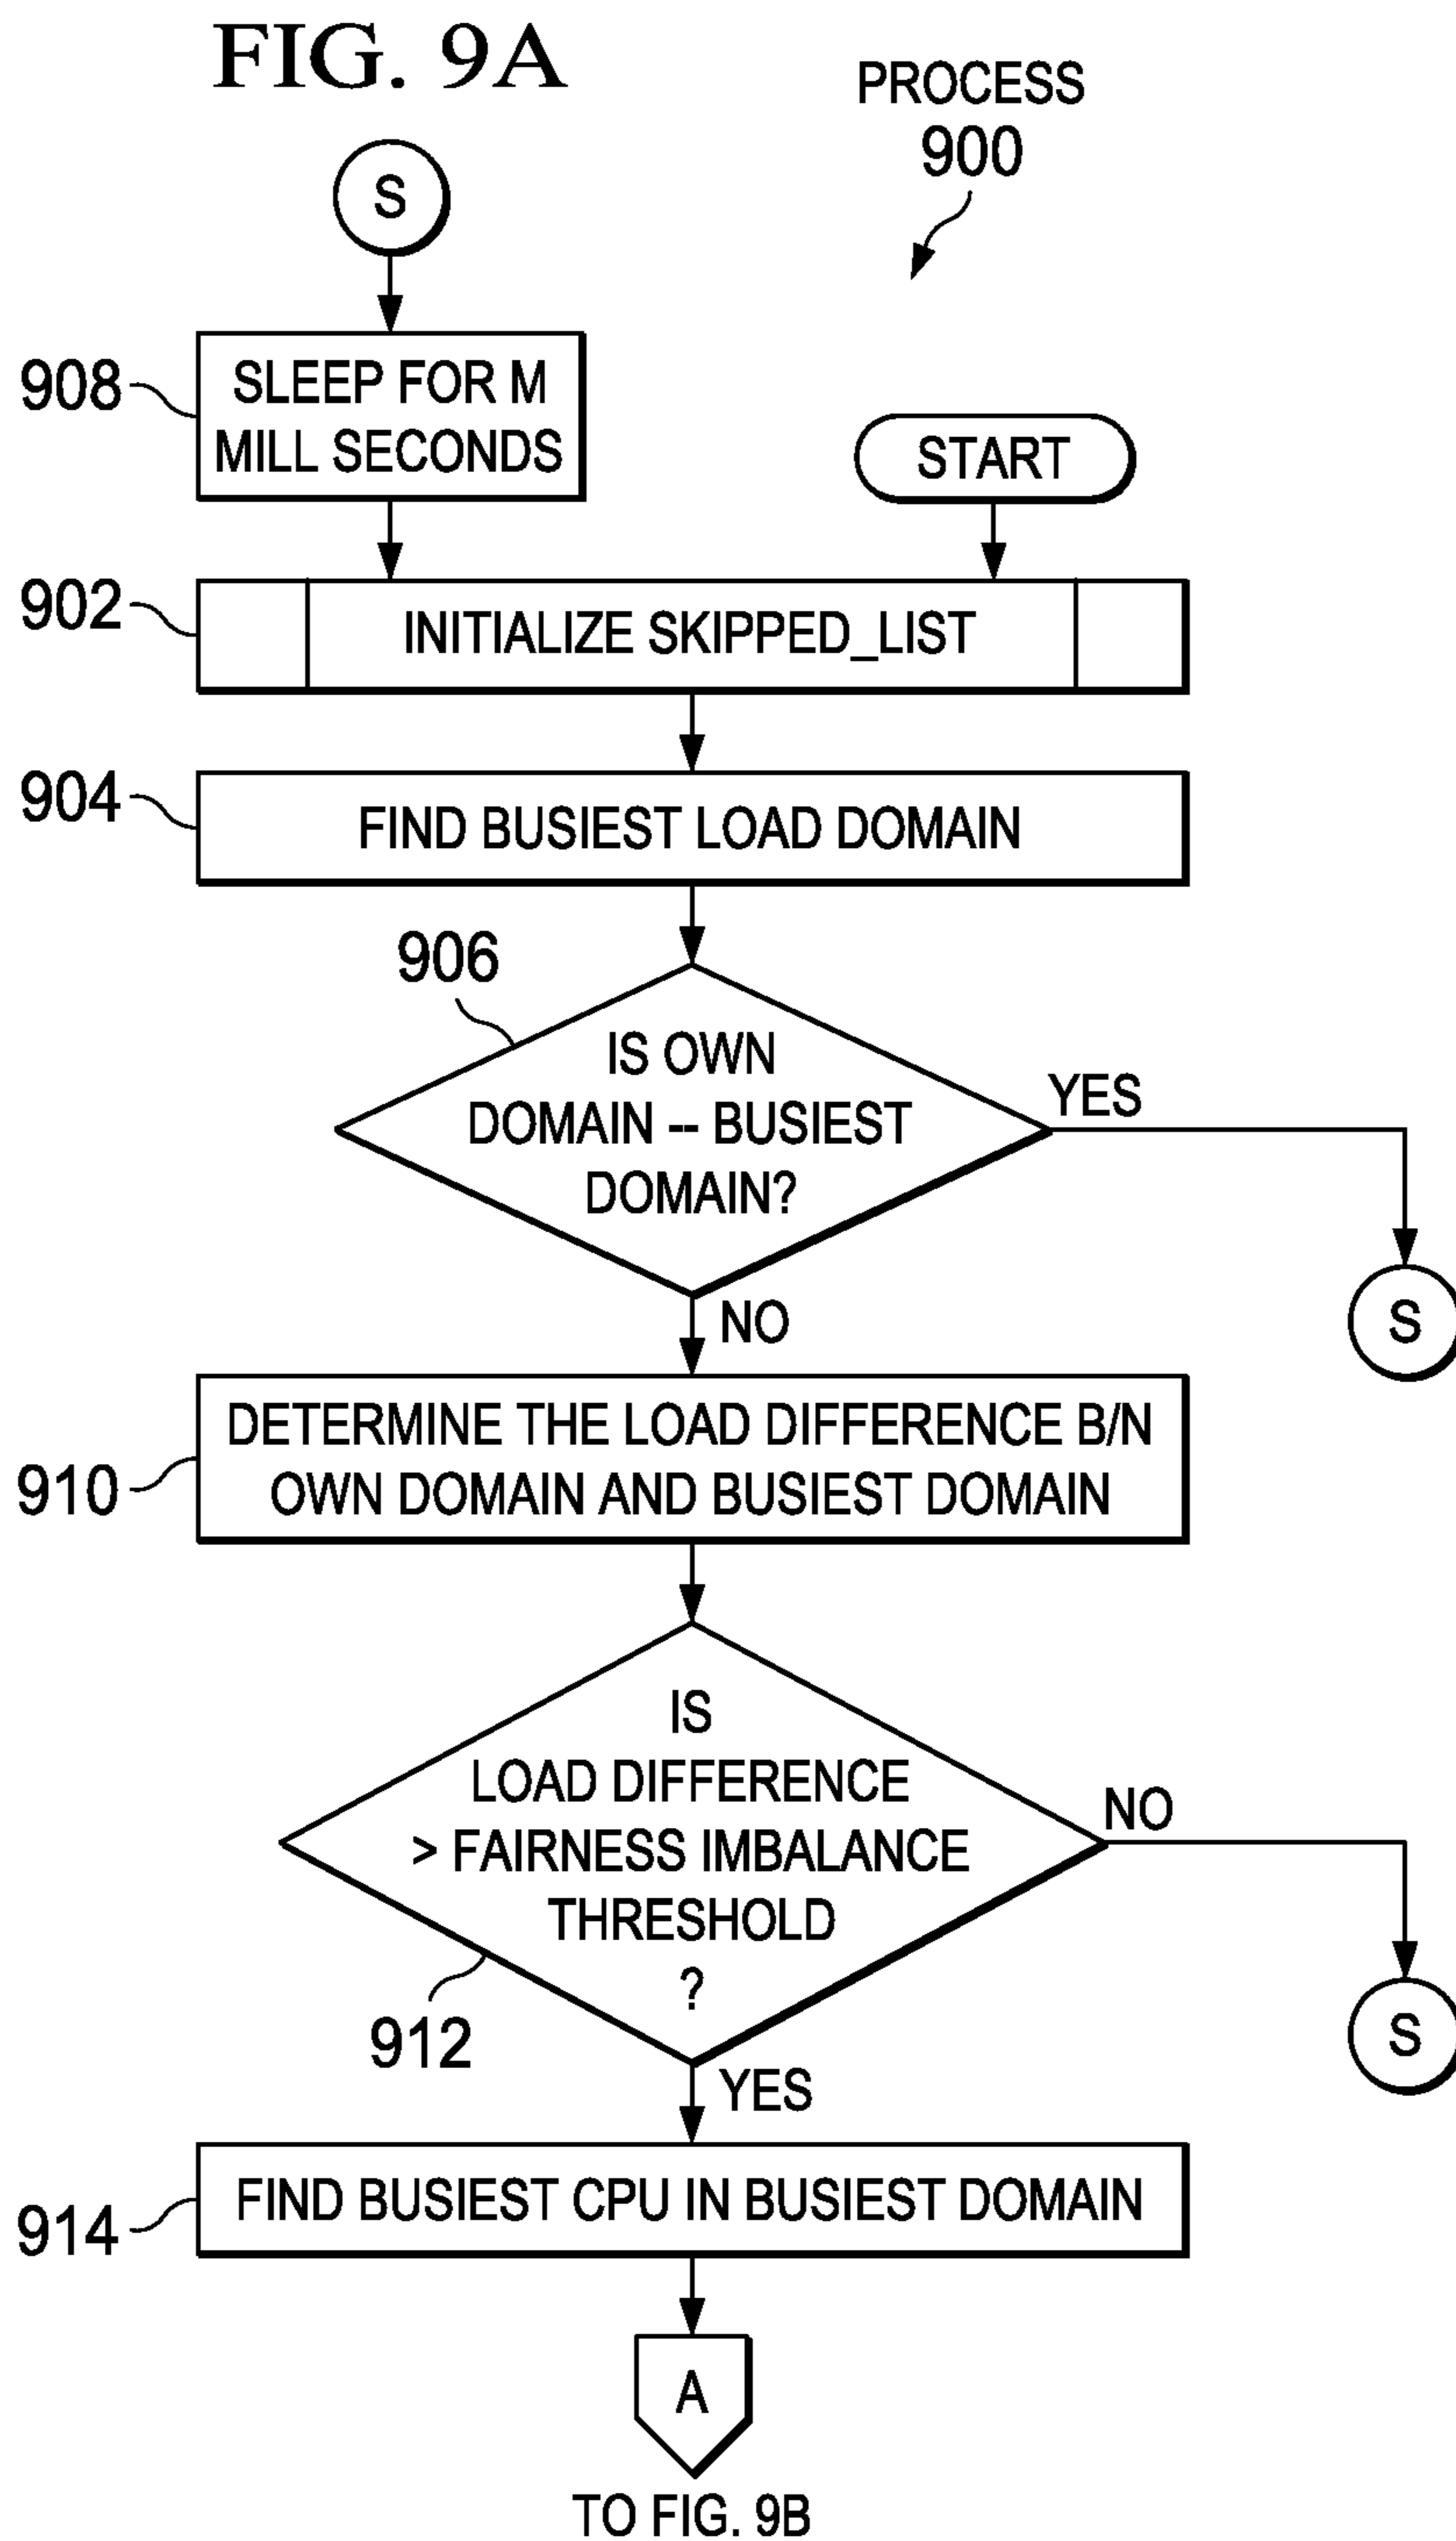 FIG. 9A
PROCESS
900
S
908
SLEEP FOR M
MILL SECONDS
START
902
INITIALIZE SKIPPED_LIST
904
FIND BUSIEST LOAD DOMAIN
906
IS OWN
DOMAIN -- BUSIEST
DOMAIN?
YES
S
NO
910
DETERMINE THE LOAD DIFFERENCE B/N
OWN DOMAIN AND BUSIEST DOMAIN
IS
LOAD DIFFERENCE
> FAIRNESS IMBALANCE
THRESHOLD
?
NO
S
912
YES
914
FIND BUSIEST CPU IN BUSIEST DOMAIN
A
TO FIG. 9B